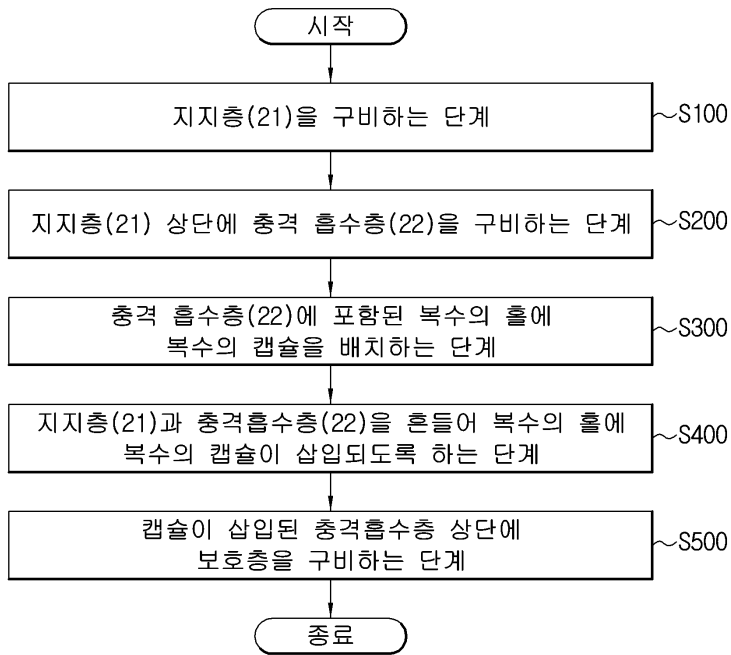 시작
지지층(21)을 구비하는 단계
S100
지지층(21) 상단에 충격 흡수층(22)을 구비하는 단계
S200
충격 흡수층(22)에 포함된 복수의 홀에
복수의 캡슐을 배치하는 단계
S300
지지층(21)과 충격흡수층(22)을 흔들어 복수의 홀에
복수의 캡슐이 삽입되도록 하는 단계
S400
캡슐이 삽입된 충격흡수층 상단에
보호층을 구비하는 단계
S500
종료